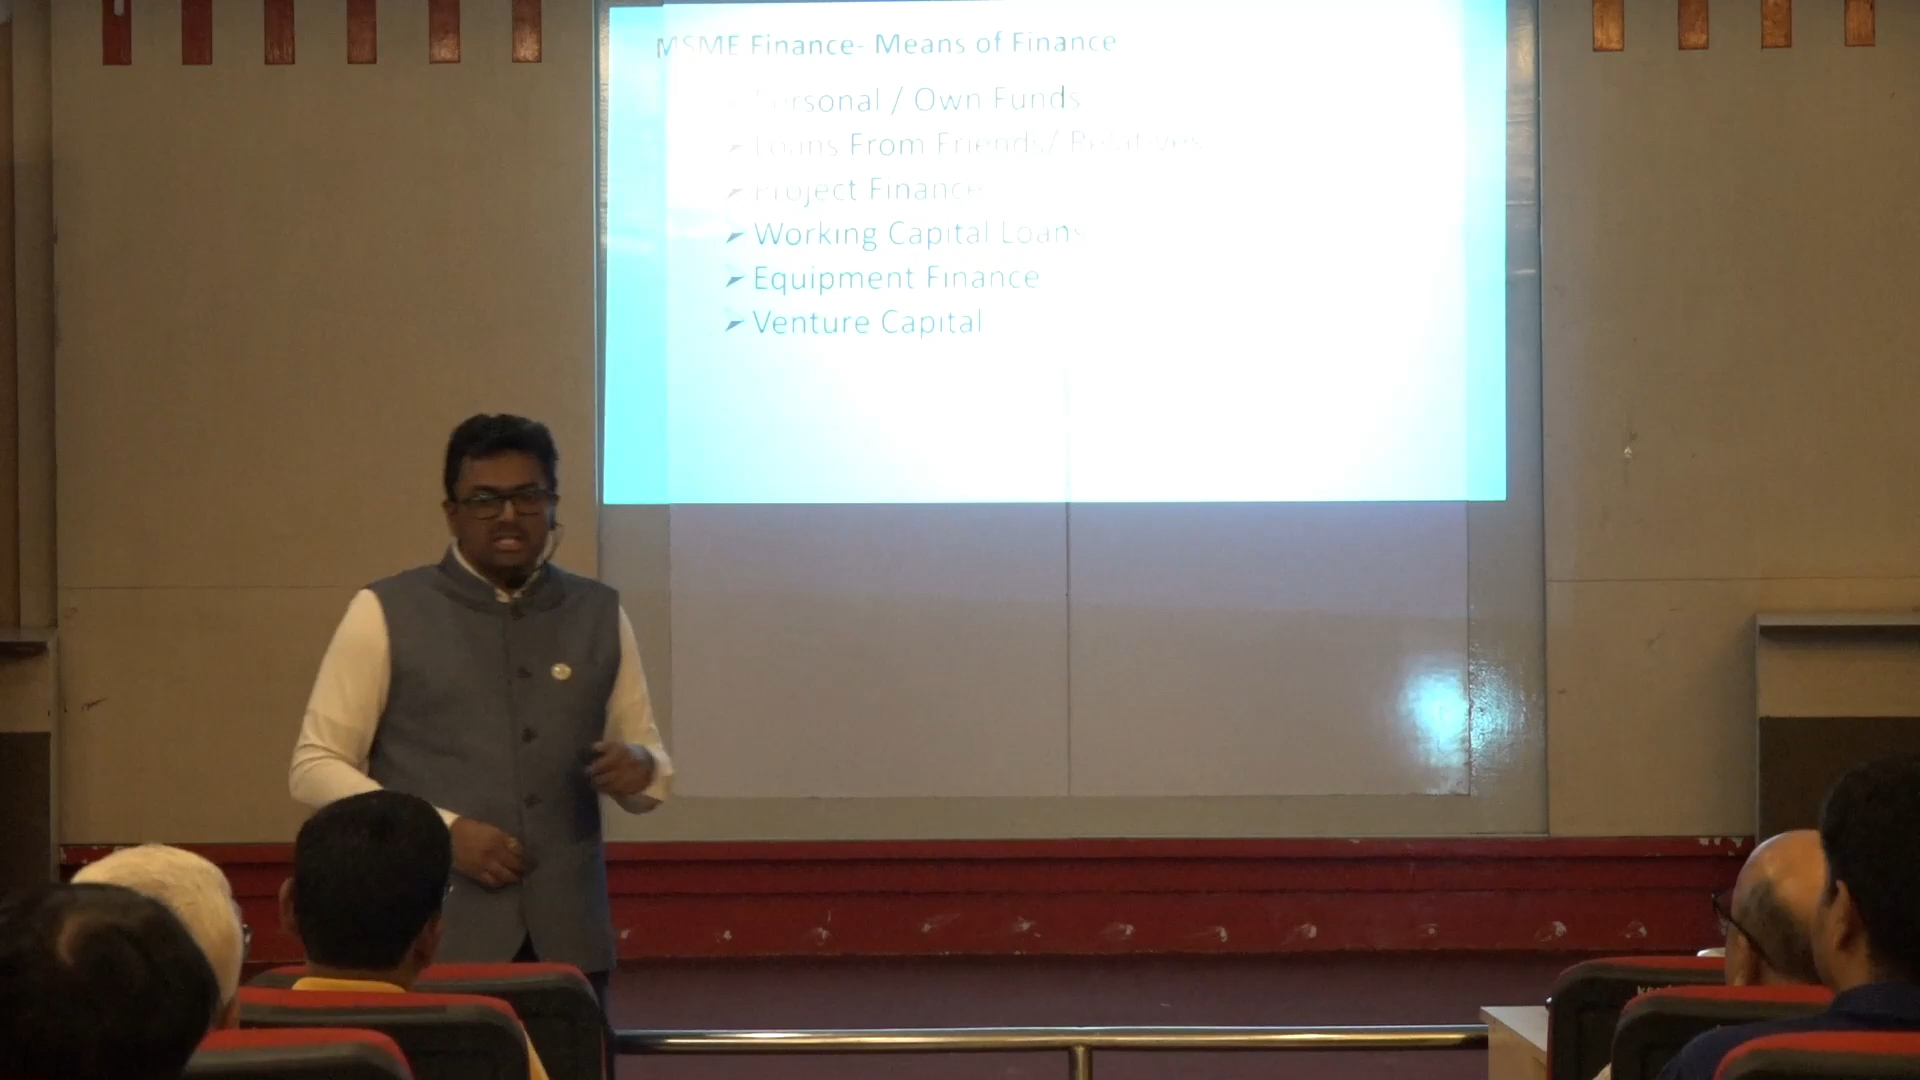 MSME Finance- Means of Finance
Personal / Own Funds
Loans From Friends/ Relatives
Project Finance
Working Capital Loans
Equipment Finance
Venture Capital